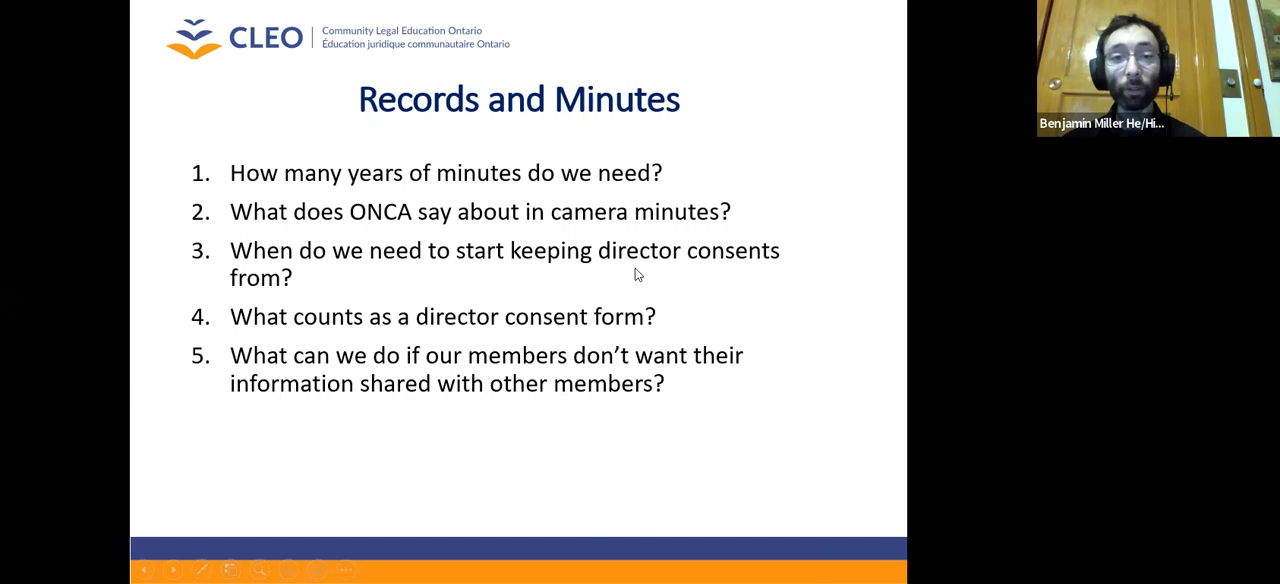 CLEO
Community Legal Education Ontario
Éducation juridique communautaire Ontario
Records and Minutes
1. How many years of minutes do we need?
2. What does ONCA say about in camera minutes?
3. When do we need to start keeping director consents
from?
4. What counts as a director consent form?
5. What can we do if our members don't want their
information shared with other members?
Benjamin Miller He/Hi...